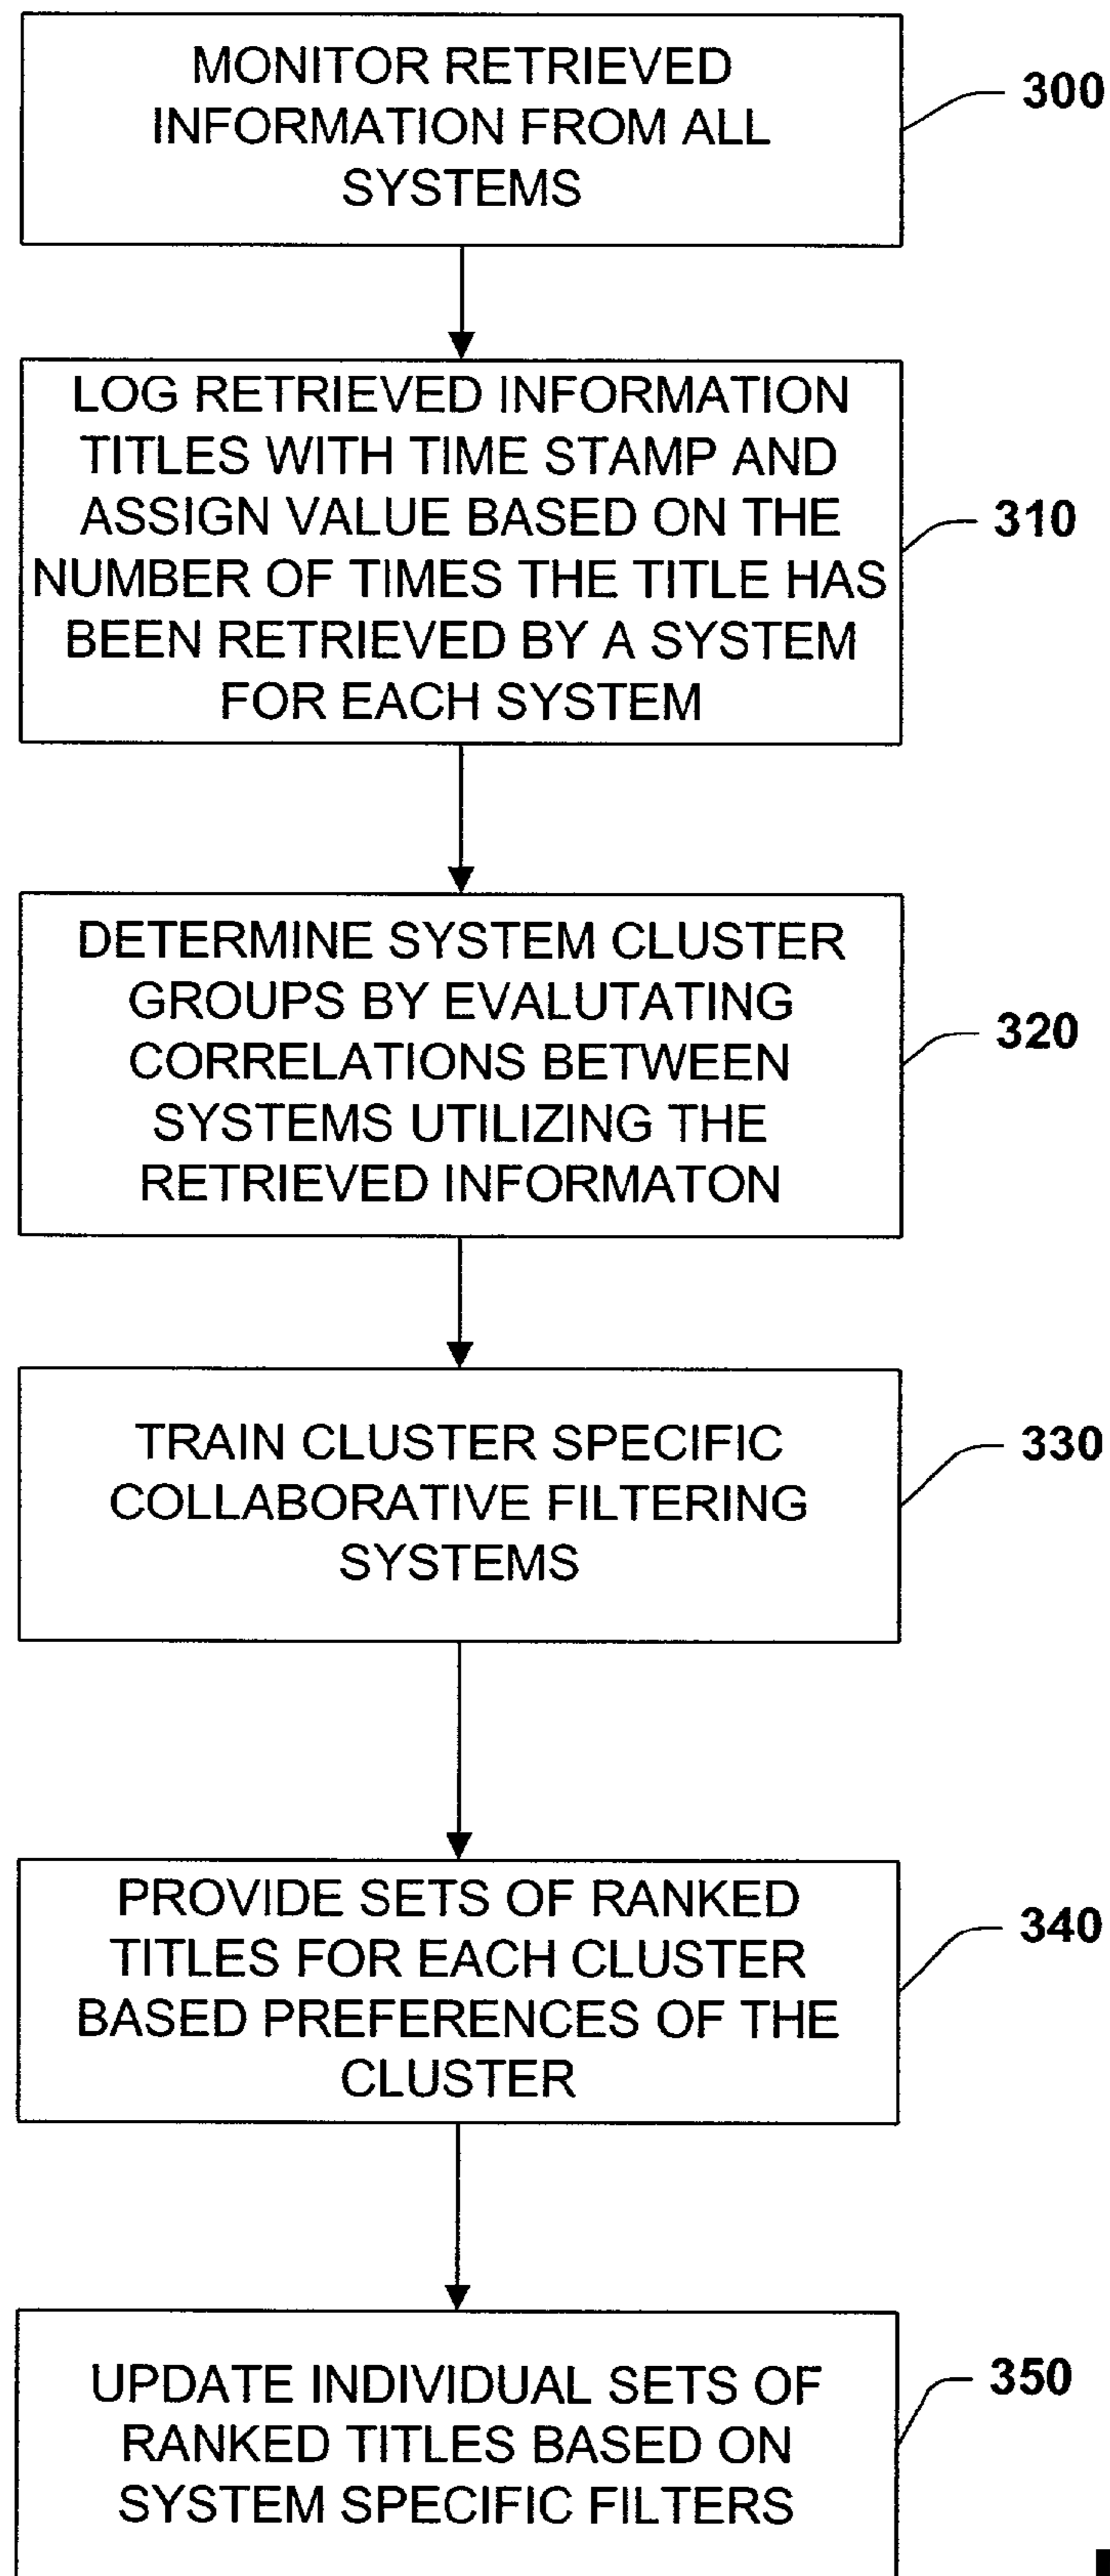 MONITOR RETRIEVED
INFORMATION FROM ALL
SYSTEMS
300
LOG RETRIEVED INFORMATION
TITLES WITH TIME STAMP AND
ASSIGN VALUE BASED ON THE
NUMBER OF TIMES THE TITLE HAS
BEEN RETRIEVED BY A SYSTEM
FOR EACH SYSTEM
310
DETERMINE SYSTEM CLUSTER
GROUPS BY EVALUTATING
CORRELATIONS BETWEEN
SYSTEMS UTILIZING THE
RETRIEVED INFORMATON
320
TRAIN CLUSTER SPECIFIC
COLLABORATIVE FILTERING
SYSTEMS
330
PROVIDE SETS OF RANKED
TITLES FOR EACH CLUSTER
BASED PREFERENCES OF THE
CLUSTER
340
UPDATE INDIVIDUAL SETS OF
RANKED TITLES BASED ON
SYSTEM SPECIFIC FILTERS
350